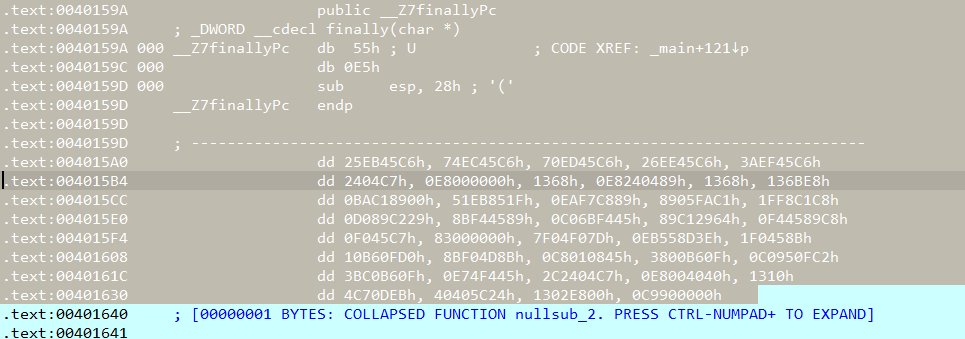 .text:0040159A public __Z7finallyPc
.text:0040159A ; _DWORD __cdecl finally(char *)
.text:0040159A 000 __Z7finallyPc db 55h ; U ; CODE XREF: _main+121↓p
.text:0040159C 000 db 0E5h
.text:0040159D 000 sub esp, 28h ; '('
.text:0040159D __Z7finallyPc endp
.text:0040159D
.text:0040159D ; ---------------------------------------------------------------------------
.text:004015A0 dd 25EB45C6h, 74EC45C6h, 70ED45C6h, 26EE45C6h, 3AEF45C6h
.text:004015B4 dd 2404C7h, 0E8000000h, 1368h, 0E8240489h, 1368h, 136BE8h
.text:004015CC dd 0BAC18900h, 51EB851Fh, 0EAF7C889h, 8905FAC1h, 1FF8C1C8h
.text:004015E0 dd 0D089C229h, 8BF44589h, 0C06BF445h, 89C12964h, 0F44589C8h
.text:004015F4 dd 0F045C7h, 83000000h, 7F04F07Dh, 0EB558D3Eh, 1F0458Bh
.text:00401608 dd 10B60FD0h, 8BF04D8Bh, 0C8010845h, 3800B60Fh, 0C0950FC2h
.text:0040161C dd 3BC0B60Fh, 0E74F445h, 2C2404C7h, 0E8004040h, 1310h
.text:00401630 dd 4C70DEBh, 40405C24h, 1302E800h, 0C9900000h
.text:00401640 ; [00000001 BYTES: COLLAPSED FUNCTION nullsub_2. PRESS CTRL-NUMPAD+ TO EXPAND]
.text:00401641